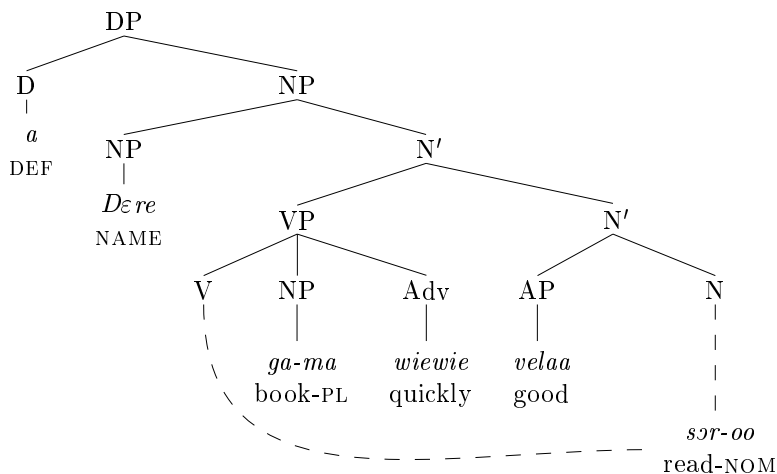 DP
D NP
a
DEF
NP N′
Dɛre
NAME
VP N′
V NP Adv AP N
ga-ma wiewie velaa
book-PL quickly good
sɔr-oo
read-NOM